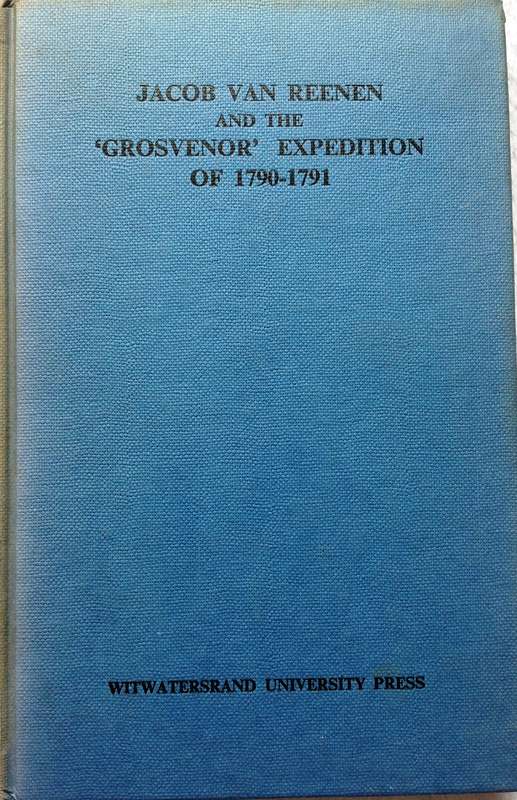 JACOB VAN REENEN
AND THE
‘GROSVENOR’ EXPEDITION
OF 1790-1791
WITWATERSRAND UNIVERSITY PRESS